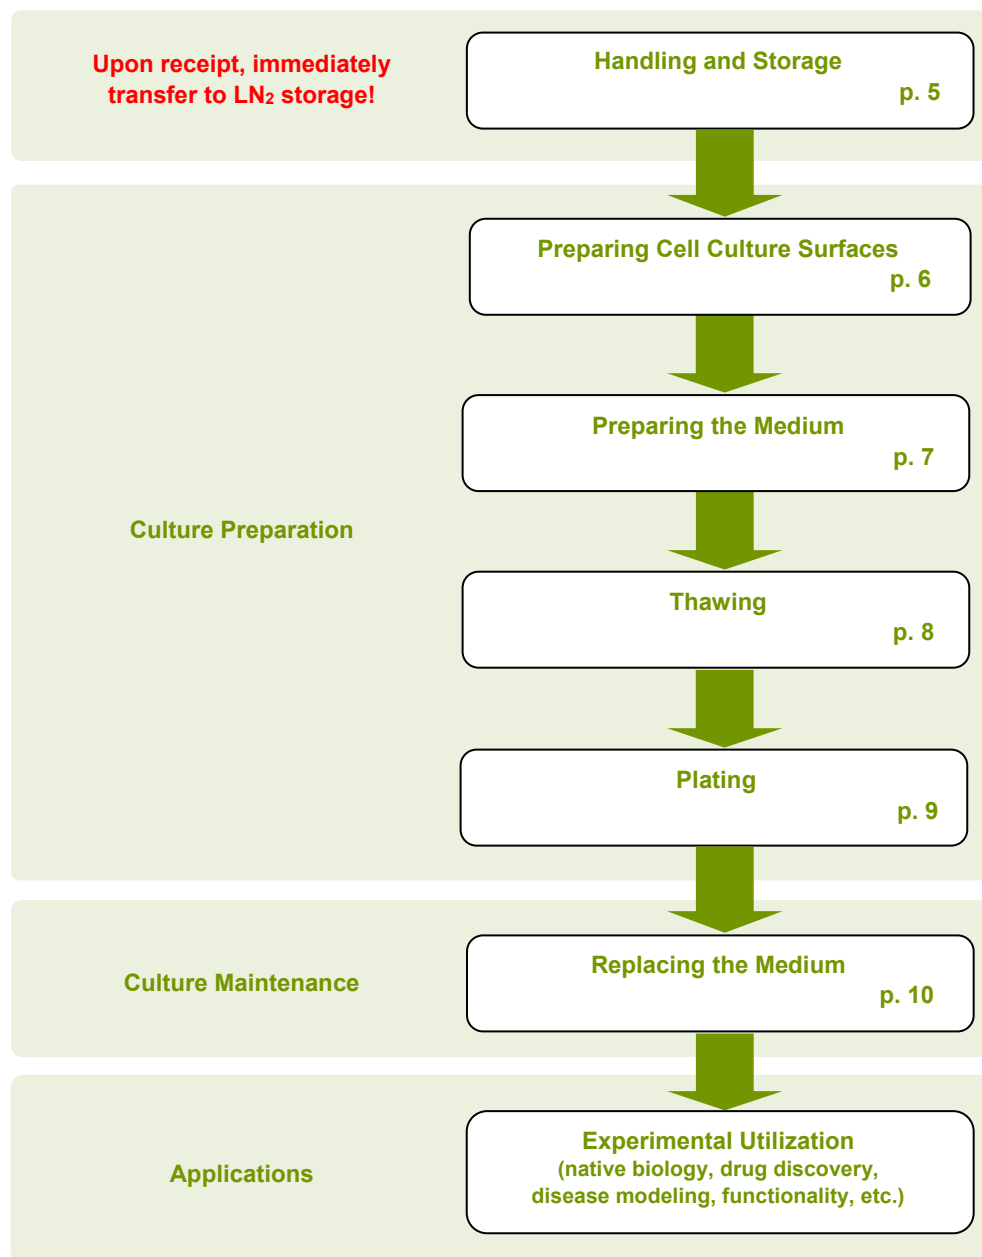 Upon receipt, immediately
transfer to LN₂ storage!
Handling and Storage
p. 5
Culture Preparation
Preparing Cell Culture Surfaces
p. 6
Preparing the Medium
p. 7
Thawing
p. 8
Plating
p. 9
Culture Maintenance
Replacing the Medium
p. 10
Applications
Experimental Utilization
(native biology, drug discovery,
disease modeling, functionality, etc.)